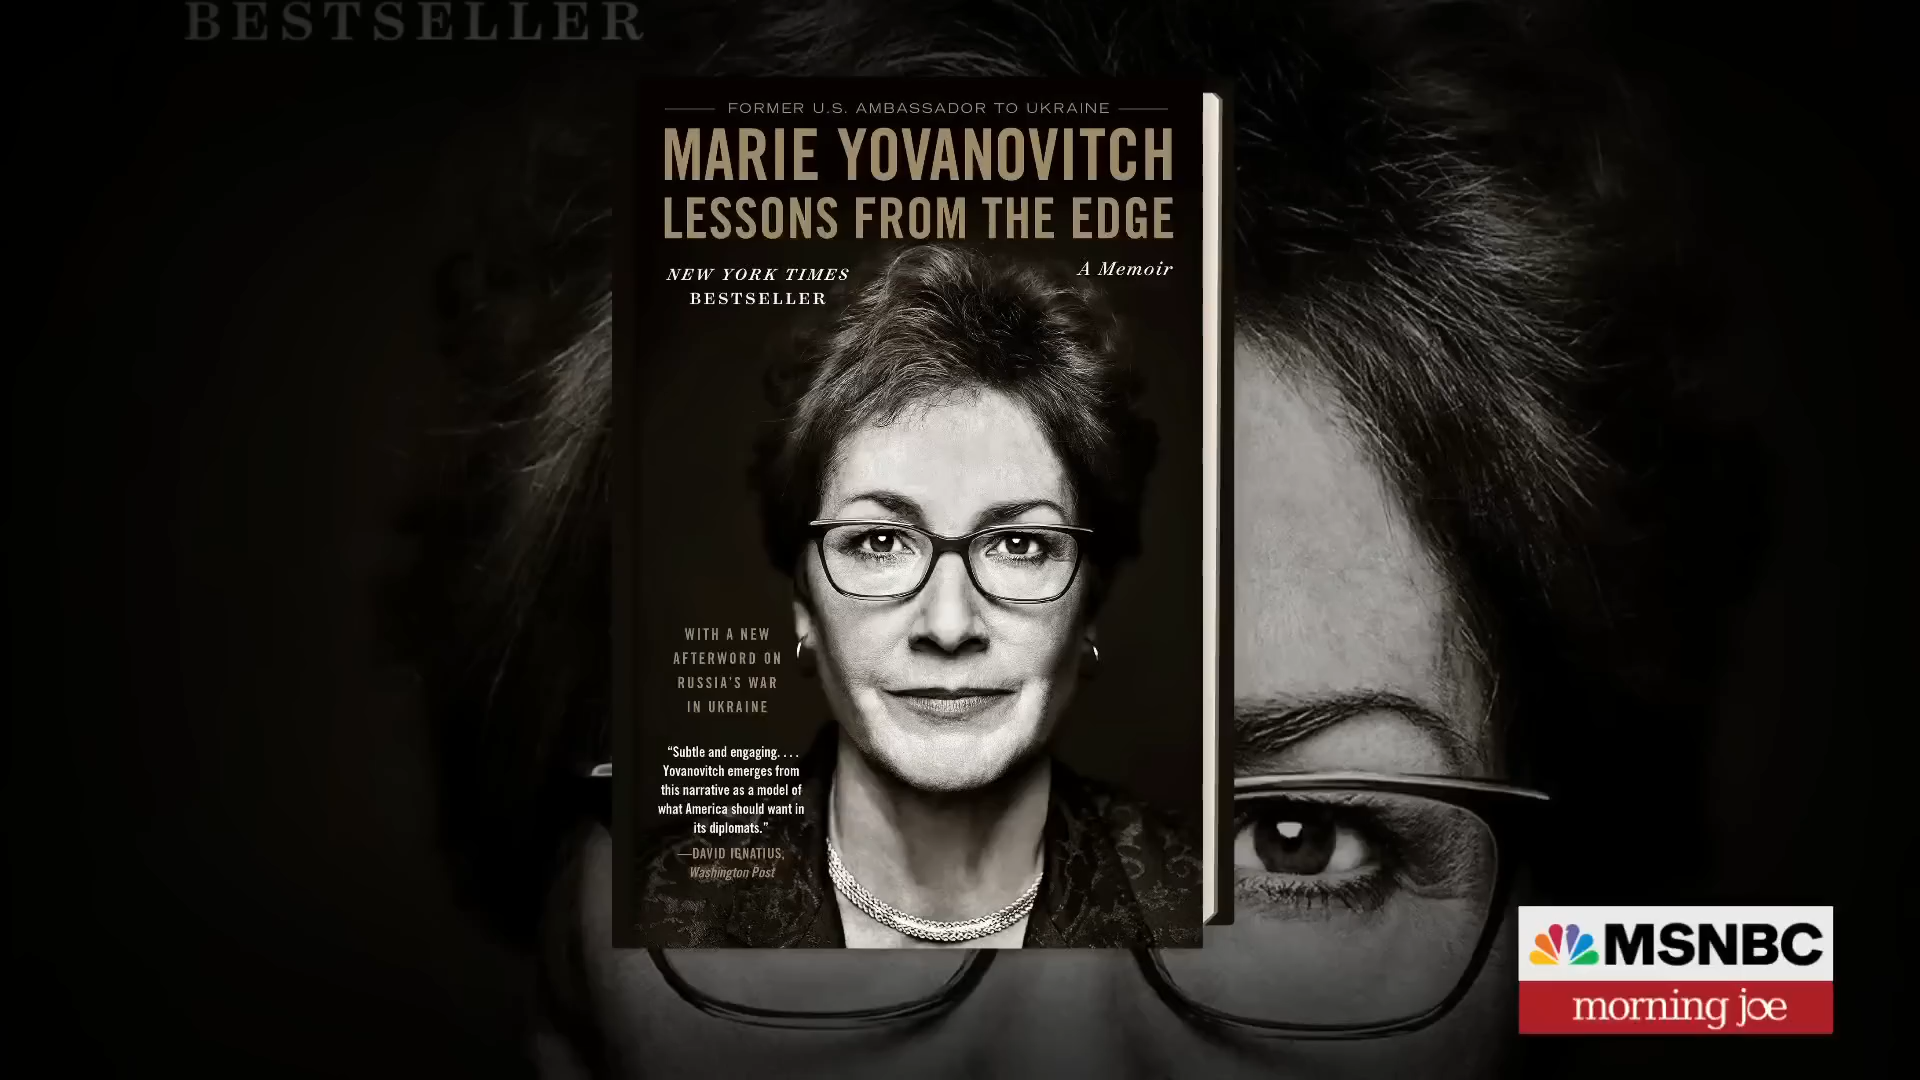 BESTSELLER
FORMER U.S. AMBASSADOR TO UKRAINE
MARIE YOVANOVITCH
LESSONS FROM THE EDGE
NEW YORK TIMES
BESTSELLER
A Memoir
WITH A NEW
AFTERWORD ON
RUSSIA'S WAR
IN UKRAINE
“Subtle and engaging. . . .
Yovanovitch emerges from
this narrative as a model of
what America should want in
its diplomats.”
—DAVID IGNATIUS,
Washington Post
MSNBC
morning joe